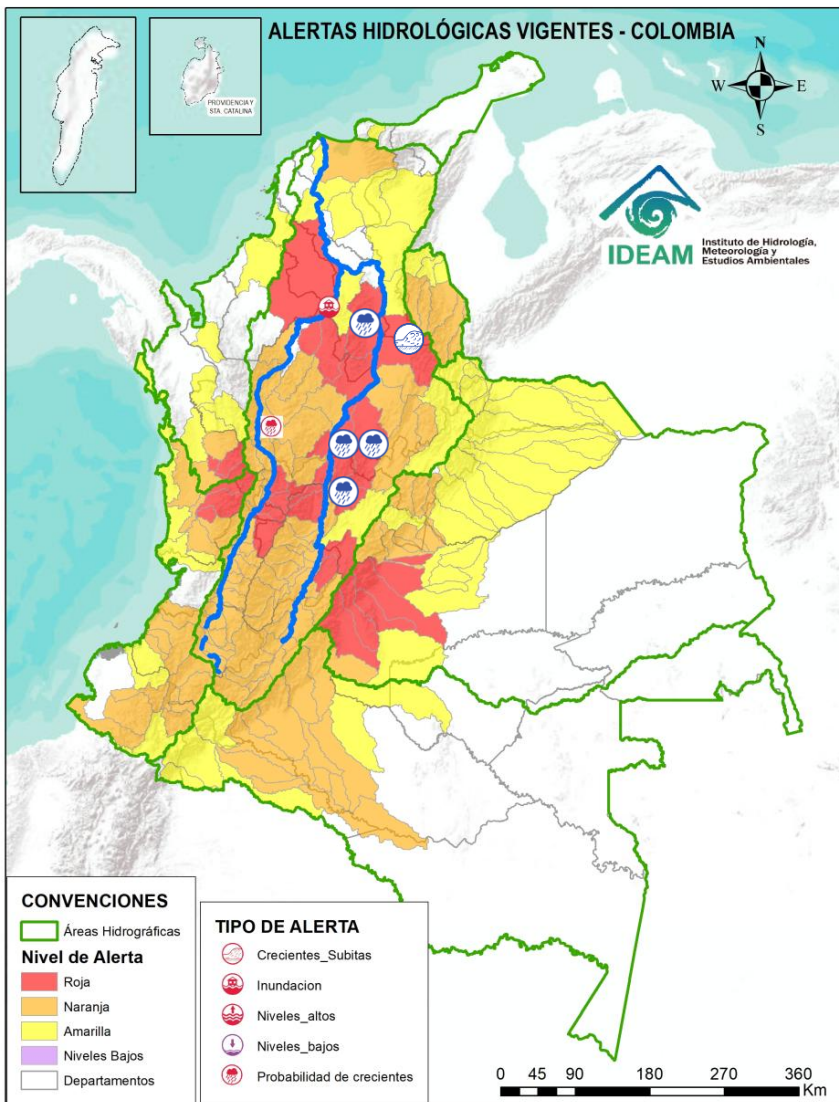 ALERTAS HIDROLÓGICAS VIGENTES - COLOMBIA
PROVIDENCIA Y
STA. CATALINA
N
W E
S
IDEAM
Instituto de Hidrología,
Meteorología y
Estudios Ambientales
CONVENCIONES
Áreas Hidrográficas
Nivel de Alerta
Roja
Naranja
Amarilla
Niveles Bajos
Departamentos
TIPO DE ALERTA
Crecientes_Subitas
Inundacion
Niveles_altos
Niveles_bajos
Probabilidad de crecientes
0 45 90 180 270 360
Km